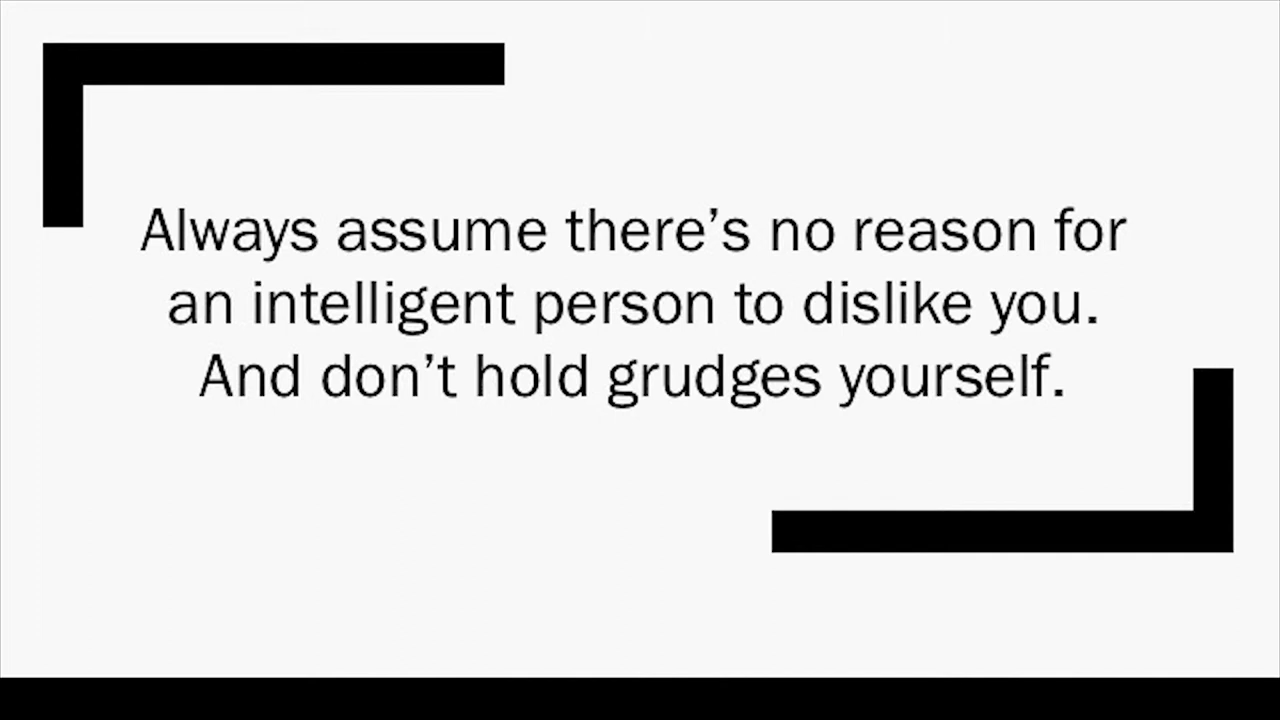 Always assume there’s no reason for
an intelligent person to dislike you.
And don’t hold grudges yourself.